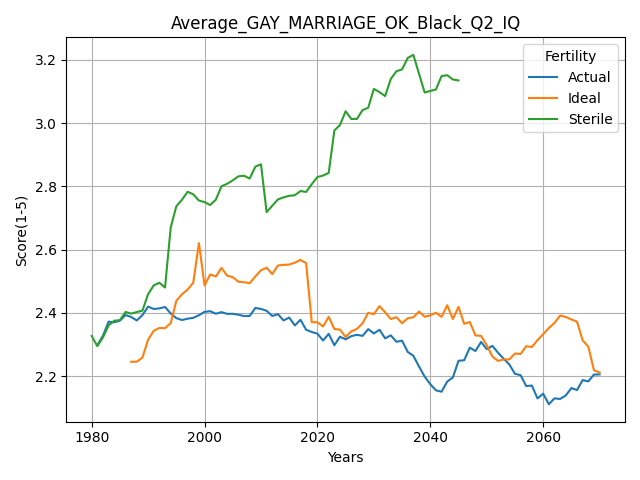 Average_GAY_MARRIAGE_OK_Black_Q2_IQ
Fertility
Actual
Ideal
Sterile
Score(1-5)
3.2
3.0
2.8
2.6
2.4
2.2
1980
2000
2020
2040
2060
Years